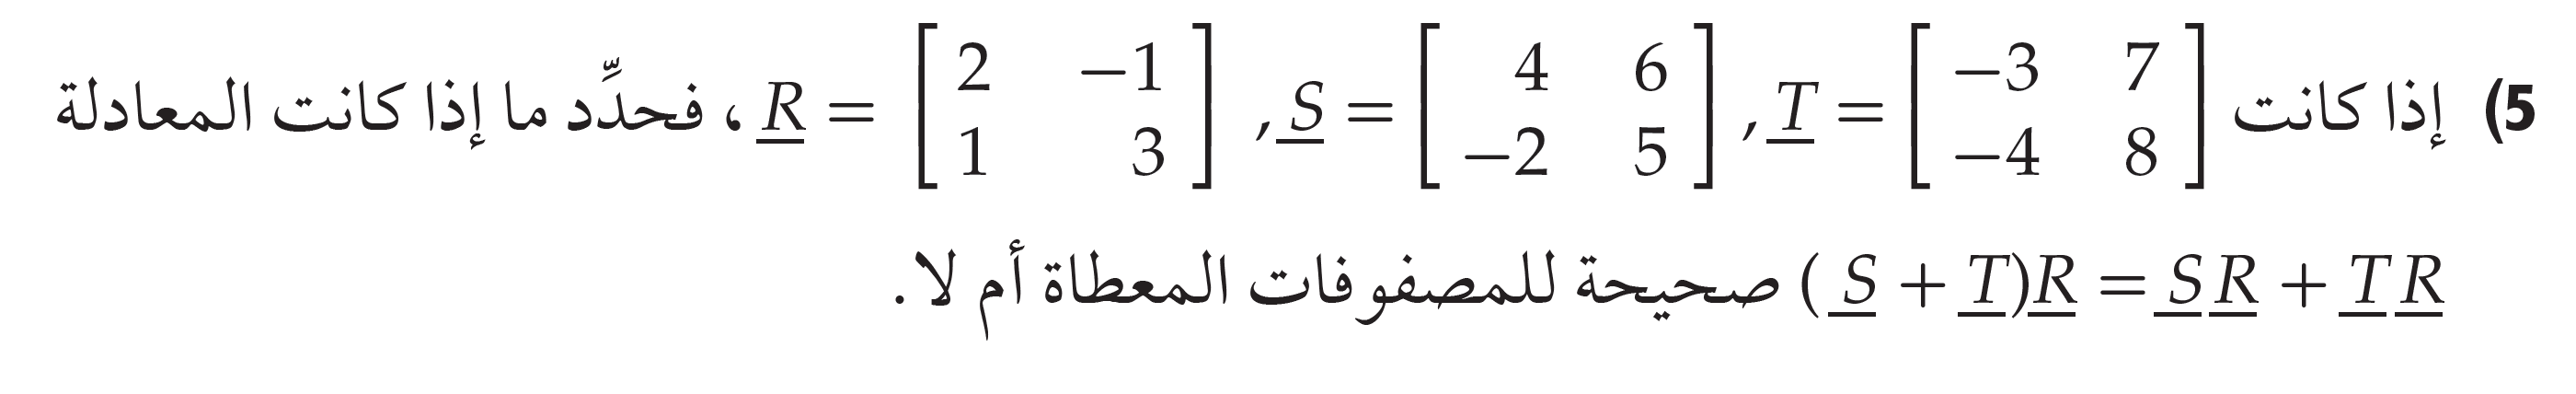 5) إذا كانت R = [2 −1; 1 3] , S = [4 6; −2 5] , T = [−3 7; −4 8] ، فحدِّد ما إذا كانت المعادلة
(S + T)R = SR + TR صحيحة للمصفوفات المعطاة أم لا .